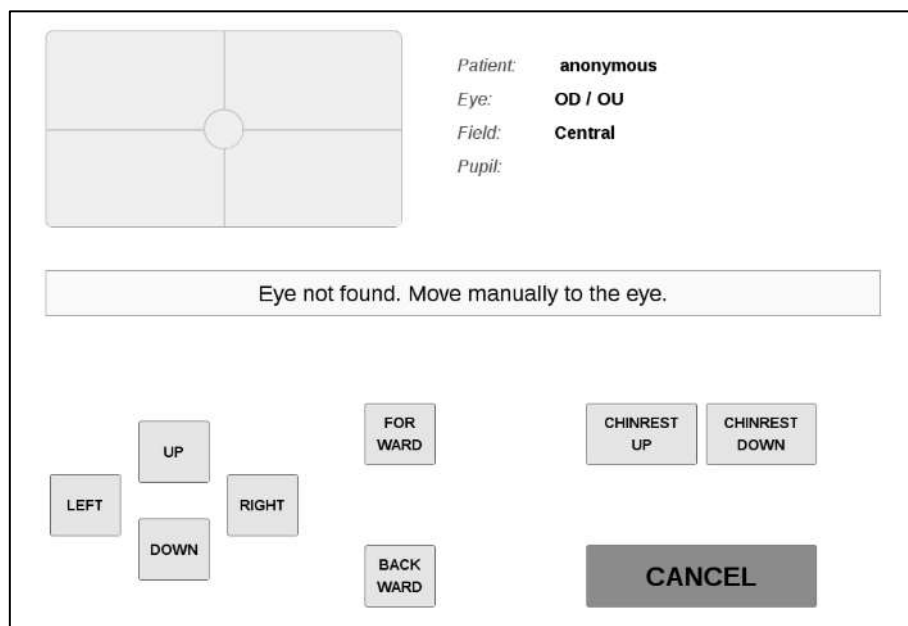 Patient: anonymous
Eye: OD / OU
Field: Central
Pupil:
Eye not found. Move manually to the eye.
UP
LEFT
RIGHT
DOWN
FOR
WARD
BACK
WARD
CHINREST
UP
CHINREST
DOWN
CANCEL